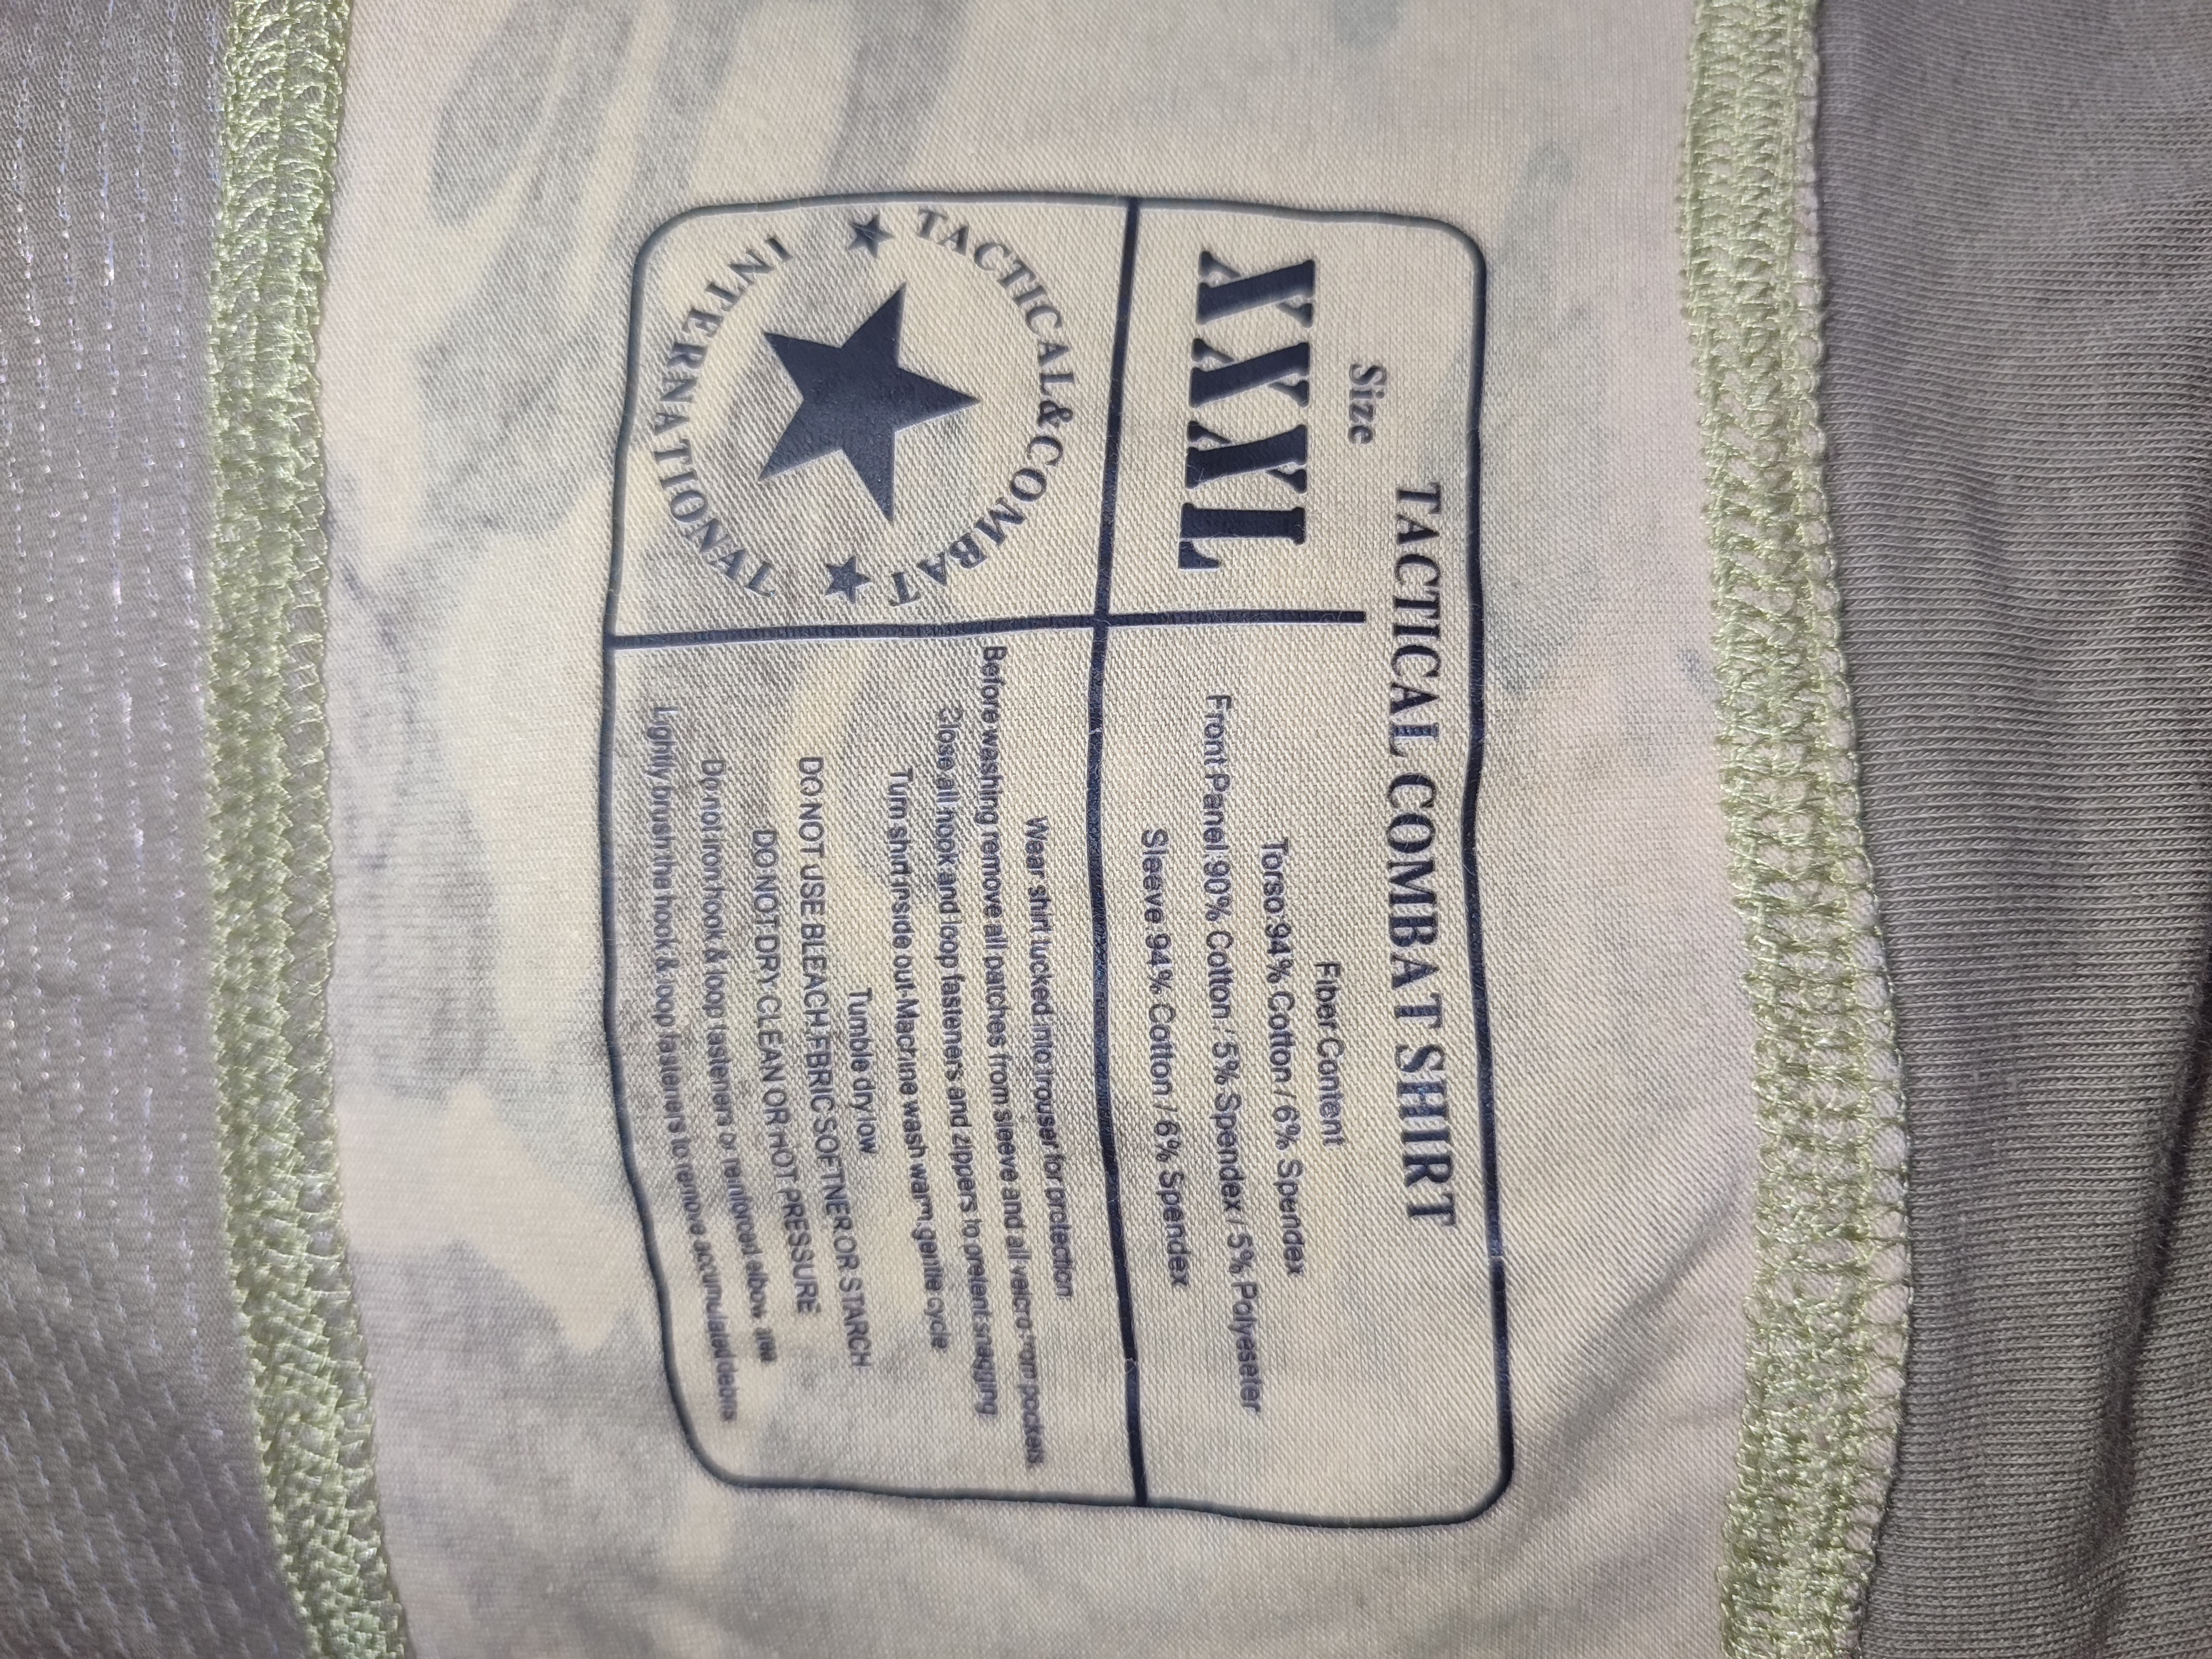 TACTICAL COMBAT SHIRT
Size
XXXL
Fiber Content
Torso:94% Cotton / 6% Spendex
Front Panel:90% Cotton / 5% Spendex / 5% Polyeseter
Sleeve:94% Cotton / 6% Spendex
TACTICAL&COMBAT
INTERNATIONAL
Wear shirt tucked into trouser for protection
Before washing remove all patches from sleeve and all velcro from pockets
Close all hook and loop fasteners and zippers to pretent snagging
Turn shirt inside out-Machine wash warm gentle cycle
Tumble dry low
DO NOT USE BLEACH.FBRIC SOFTNER OR STARCH
DO NOT DRY CLEAN OR HOT PRESSURE
Do not iron hook & loop fasteners or reinforced elbow
Lightly brush the hook & loop fasteners to remove accumulated debris